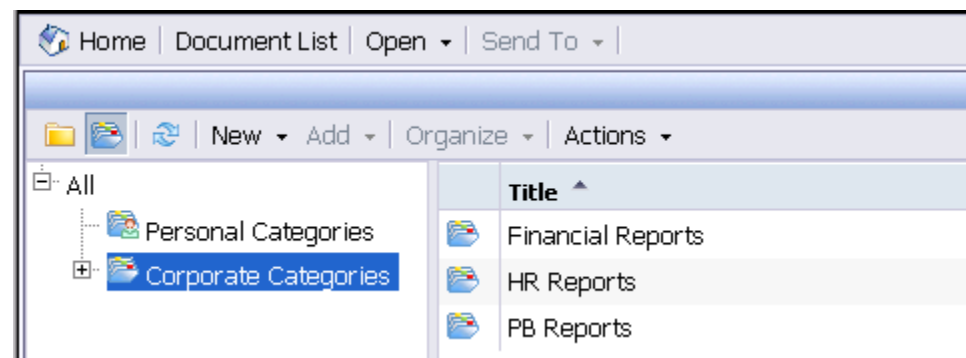 Home | Document List | Open | Send To |
New Add | Organize | Actions
All
Personal Categories
Corporate Categories
Title
Financial Reports
HR Reports
PB Reports